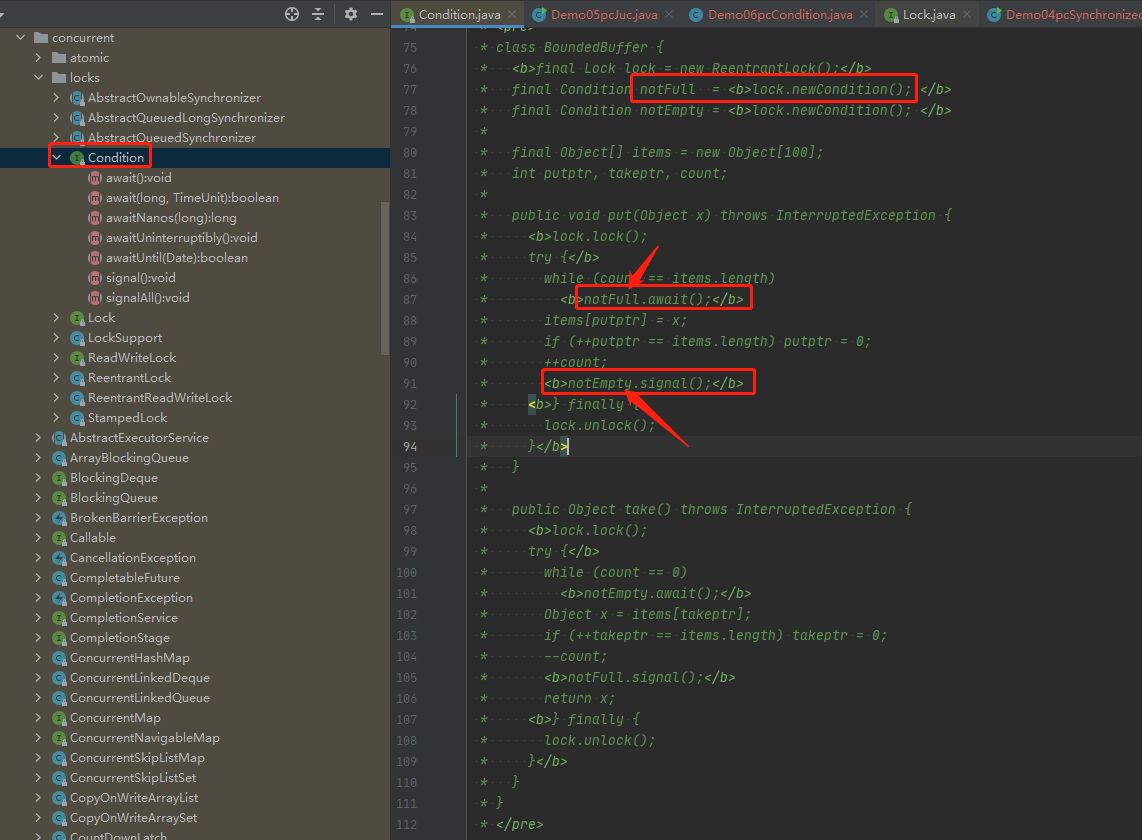 Condition.java
Demo05pcJuc.java
Demo06pcCondition.java
Lock.java
Demo04pcSynchronized
concurrent
atomic
locks
AbstractOwnableSynchronizer
AbstractQueuedLongSynchronizer
AbstractQueuedSynchronizer
Condition
await():void
await(long, TimeUnit):boolean
awaitNanos(long):long
awaitUninterruptibly():void
awaitUntil(Date):boolean
signal():void
signalAll():void
Lock
LockSupport
ReadWriteLock
ReentrantLock
ReentrantReadWriteLock
StampedLock
AbstractExecutorService
ArrayBlockingQueue
BlockingDeque
BlockingQueue
BrokenBarrierException
Callable
CancellationException
CompletableFuture
CompletionException
CompletionService
CompletionStage
ConcurrentHashMap
ConcurrentLinkedDeque
ConcurrentLinkedQueue
ConcurrentMap
ConcurrentNavigableMap
ConcurrentSkipListMap
ConcurrentSkipListSet
CopyOnWriteArrayList
CopyOnWriteArraySet
CountDownLatch
74 * <pre>
75 * class BoundedBuffer {
76 *   <b>final Lock lock = new ReentrantLock();</b>
77 *   final Condition notFull  = <b>lock.newCondition(); </b>
78 *   final Condition notEmpty = <b>lock.newCondition(); </b>
79 *
80 *   final Object[] items = new Object[100];
81 *   int putptr, takeptr, count;
82 *
83 *   public void put(Object x) throws InterruptedException {
84 *     <b>lock.lock();
85 *     try {</b>
86 *       while (count == items.length)
87 *         <b>notFull.await();</b>
88 *       items[putptr] = x;
89 *       if (++putptr == items.length) putptr = 0;
90 *       ++count;
91 *       <b>notEmpty.signal();</b>
92 *     <b>} finally {
93 *       lock.unlock();
94 *     }</b>
95 *   }
96 *
97 *   public Object take() throws InterruptedException {
98 *     <b>lock.lock();
99 *     try {</b>
100 *       while (count == 0)
101 *         <b>notEmpty.await();</b>
102 *       Object x = items[takeptr];
103 *       if (++takeptr == items.length) takeptr = 0;
104 *       --count;
105 *       <b>notFull.signal();</b>
106 *       return x;
107 *     <b>} finally {
108 *       lock.unlock();
109 *     }</b>
110 *   }
111 * }
112 * </pre>